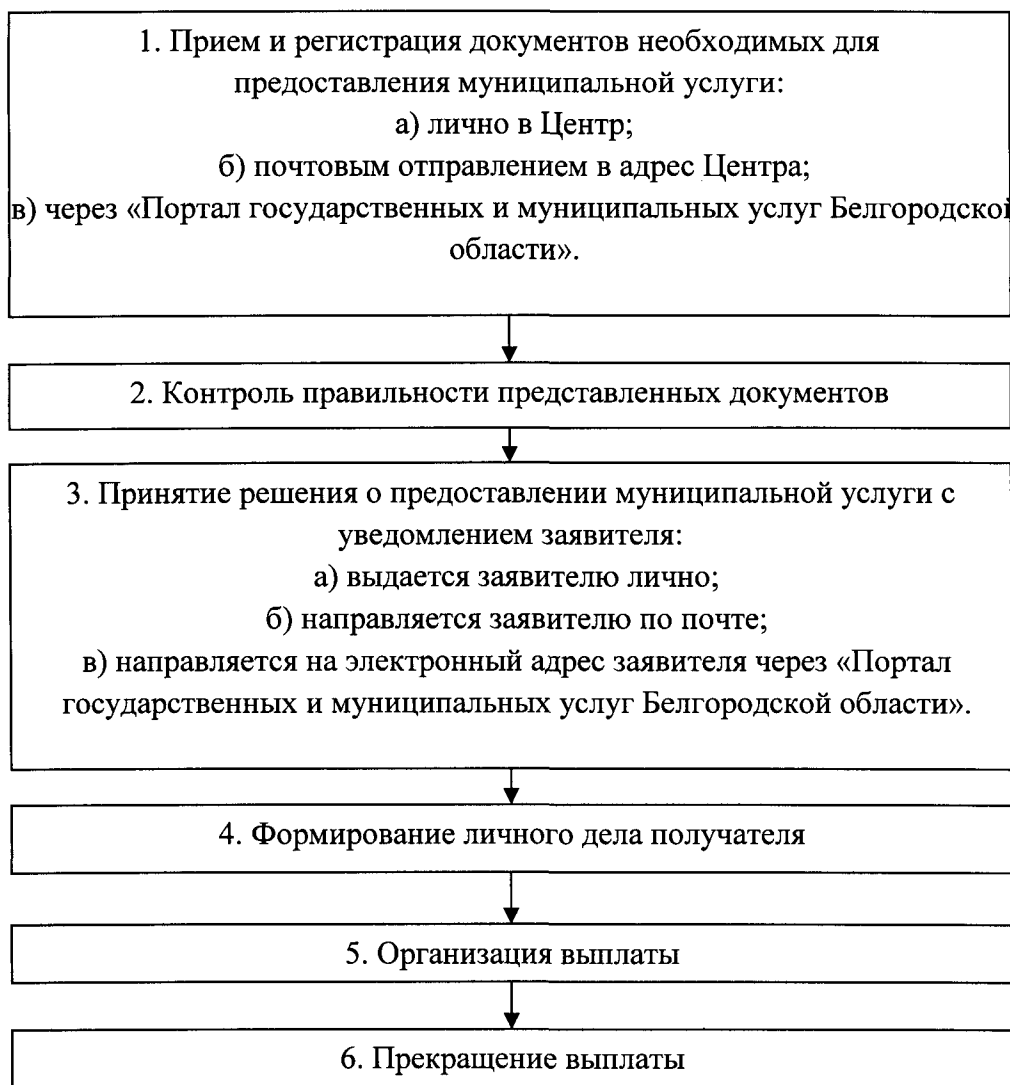 1. Прием и регистрация документов необходимых для
предоставления муниципальной услуги:
а) лично в Центр;
б) почтовым отправлением в адрес Центра;
в) через «Портал государственных и муниципальных услуг Белгородской
области».
2. Контроль правильности представленных документов
3. Принятие решения о предоставлении муниципальной услуги с
уведомлением заявителя:
а) выдается заявителю лично;
б) направляется заявителю по почте;
в) направляется на электронный адрес заявителя через «Портал
государственных и муниципальных услуг Белгородской области».
4. Формирование личного дела получателя
5. Организация выплаты
6. Прекращение выплаты